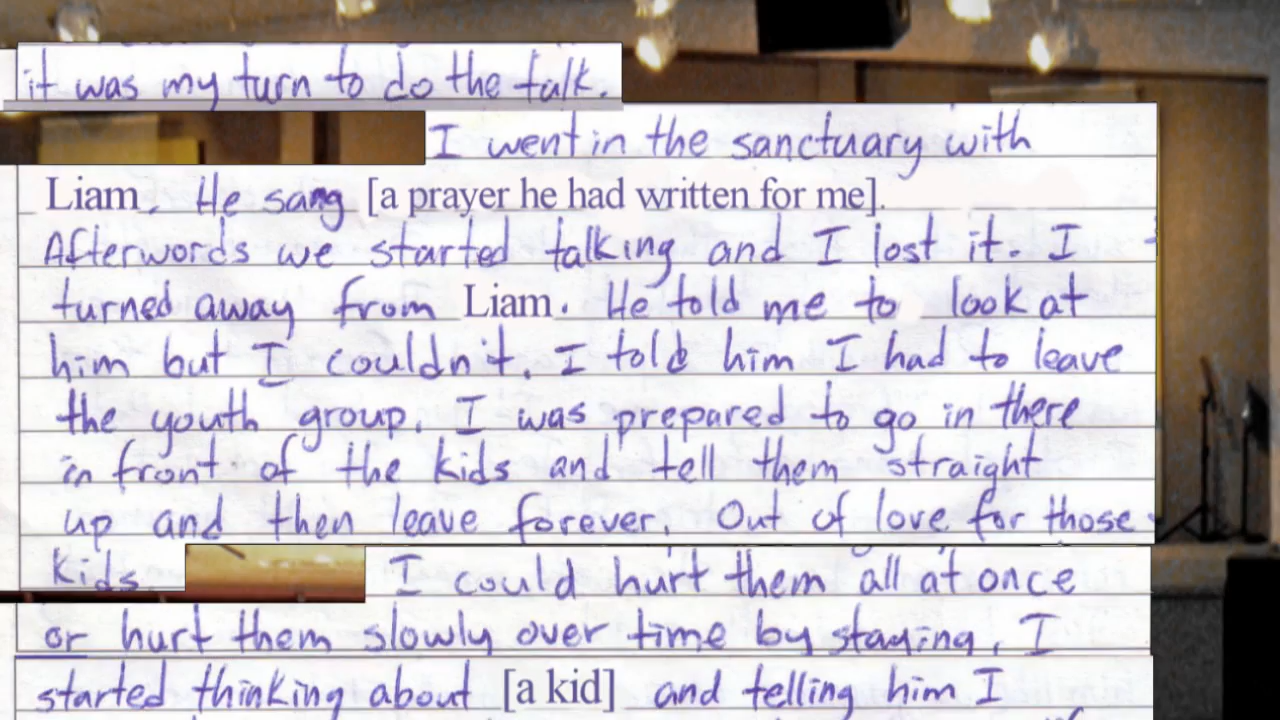 it was my turn to do the talk.
I went in the sanctuary with
Liam. He sang [a prayer he had written for me].
Afterwords we started talking and I lost it. I
turned away from Liam. He told me to look at
him but I couldn't. I told him I had to leave
the youth group. I was prepared to go in there
in front of the kids and tell them straight
up and then leave forever. Out of love for those
kids. I could hurt them all at once
or hurt them slowly over time by staying. I
started thinking about [a kid] and telling him I